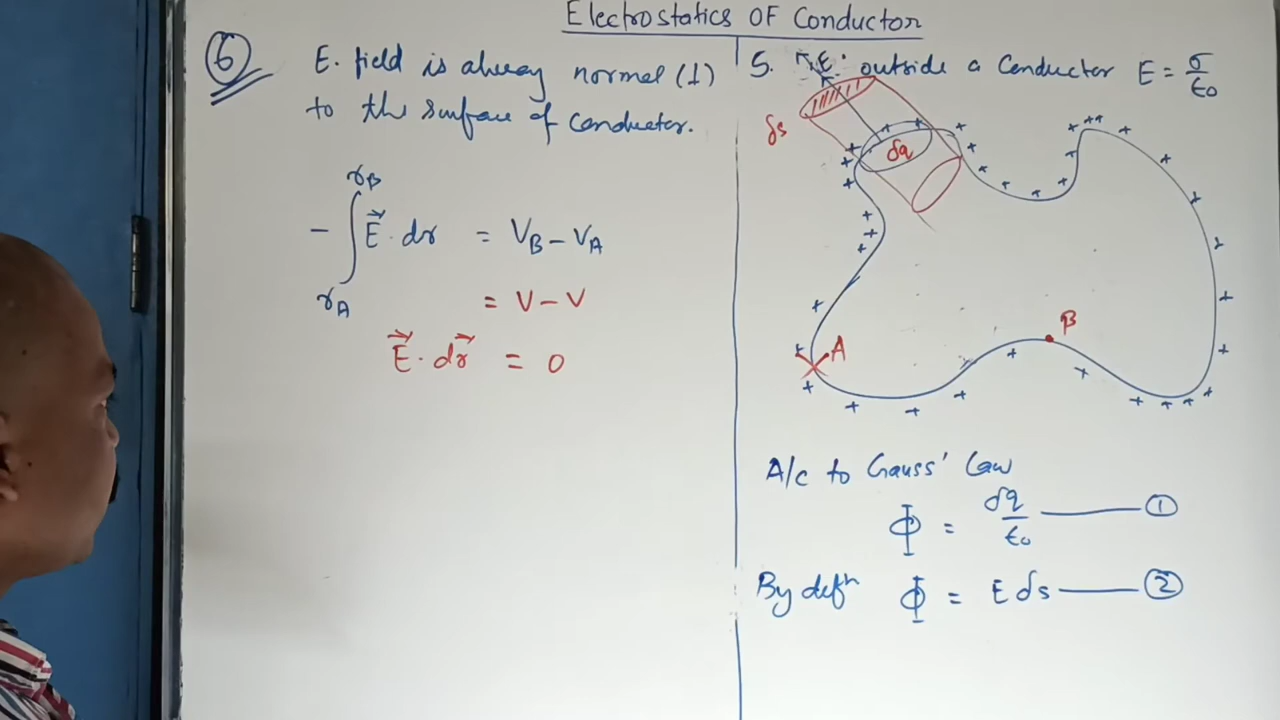 Electrostatics OF Conductor
6 E. field is alway normal (⊥)
to the surface of conductor.
- ∫ E⃗ . dr = V_B - V_A
r_B
r_A
= V - V
E⃗ . dr⃗ = 0
5. E. outside a Conductor E = σ/ε0
δs
δq
A
B
A/c to Gauss' Law
Φ = δq/ε0 — ①
By defn Φ = E δs — ②